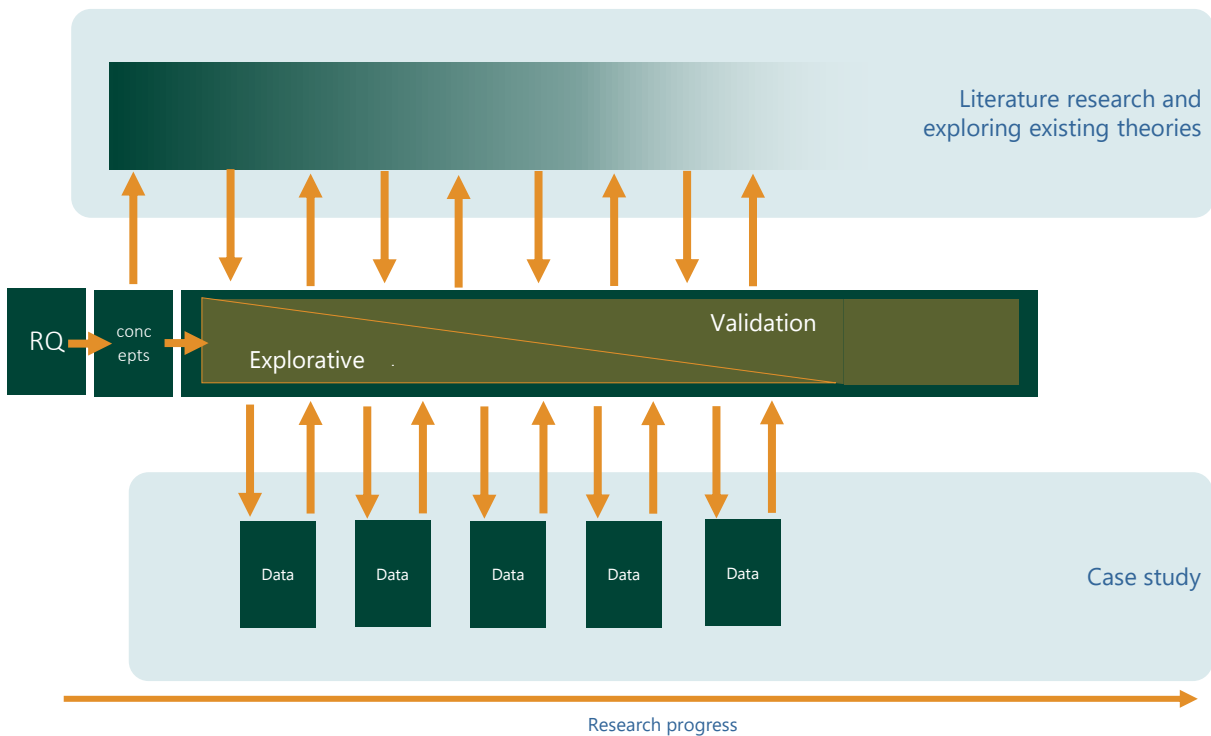 Literature research and
exploring existing theories
RQ
conc
epts
Validation
Explorative
.
Data
Data
Data
Data
Data
Case study
Research progress